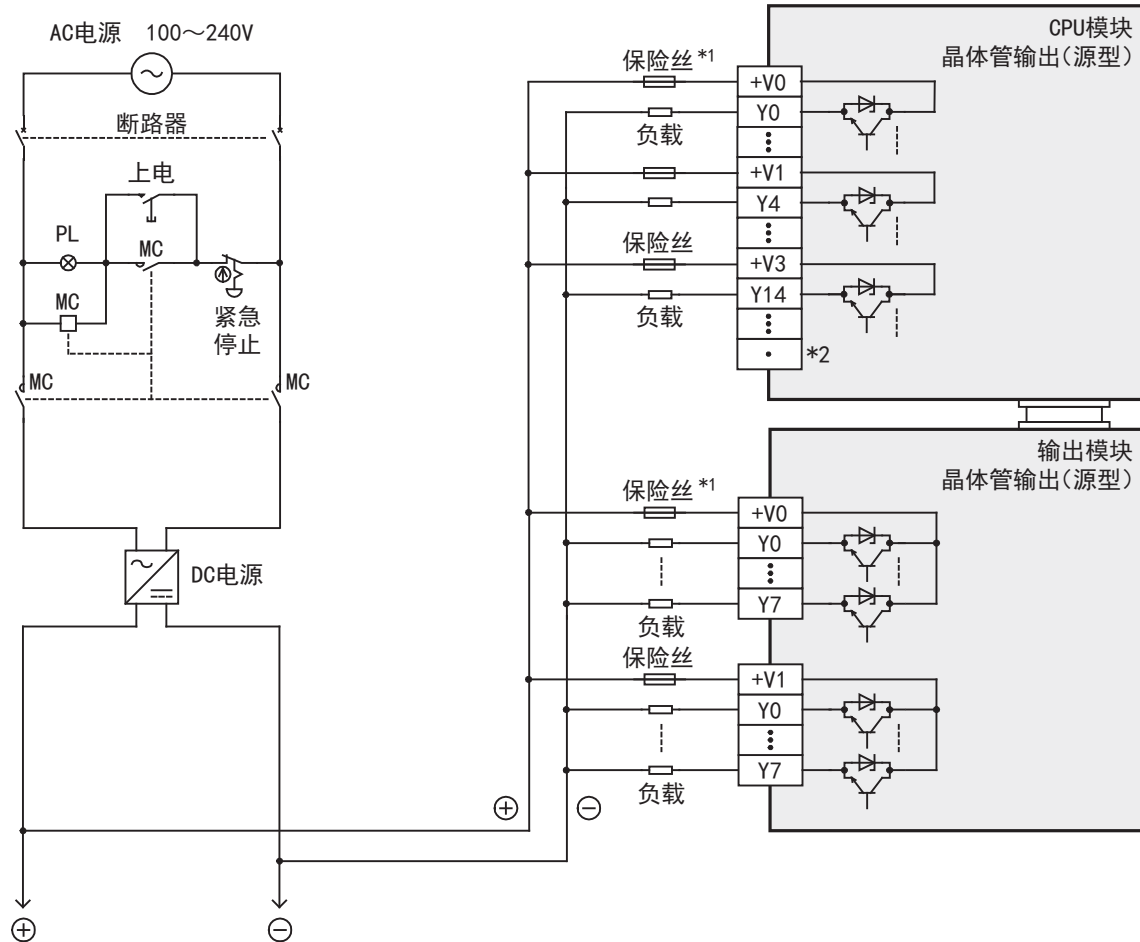 AC电源 100～240V
断路器
上电
PL
MC
MC
紧急
停止
MC
MC
DC电源
⊕
⊖
⊕
⊖
CPU模块
晶体管输出(源型)
保险丝 *1
+V0
Y0
负载
+V1
Y4
保险丝
+V3
Y14
负载
*2
输出模块
晶体管输出(源型)
保险丝 *1
+V0
Y0
Y7
负载
保险丝
+V1
Y0
Y7
负载